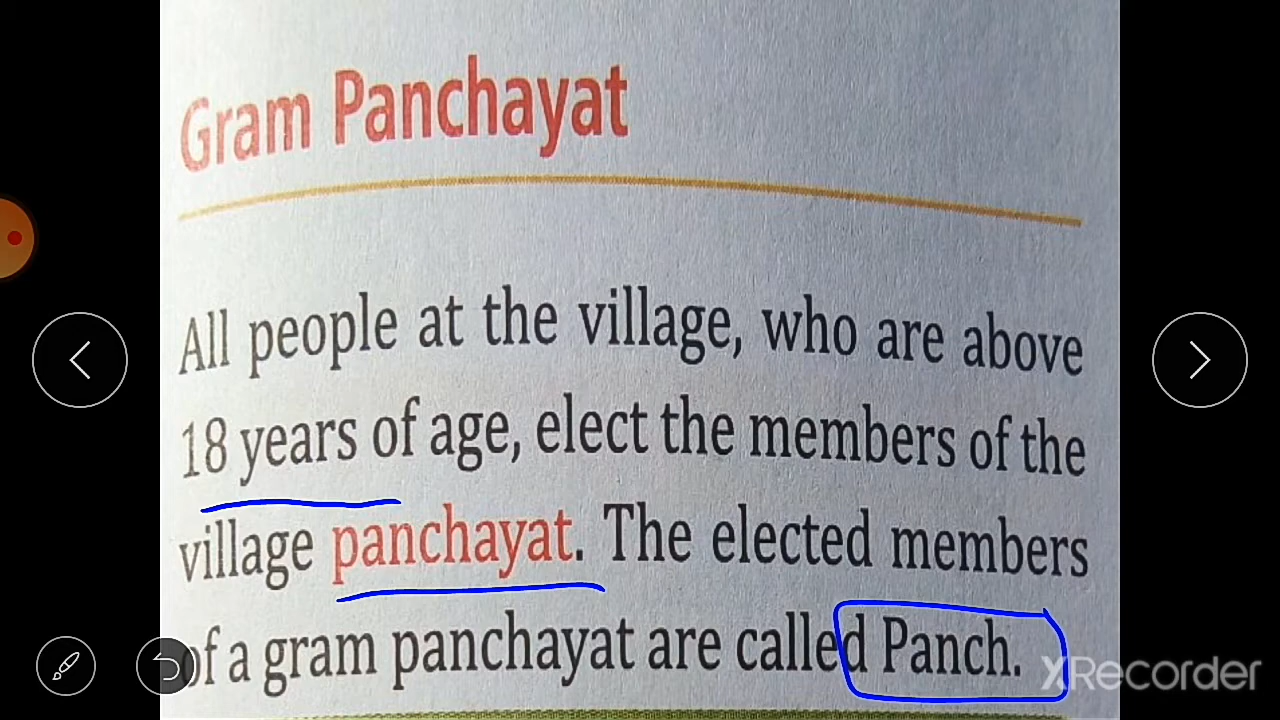 Gram Panchayat
All people at the village, who are above
18 years of age, elect the members of the
village panchayat. The elected members
of a gram panchayat are called Panch.
XRecorder